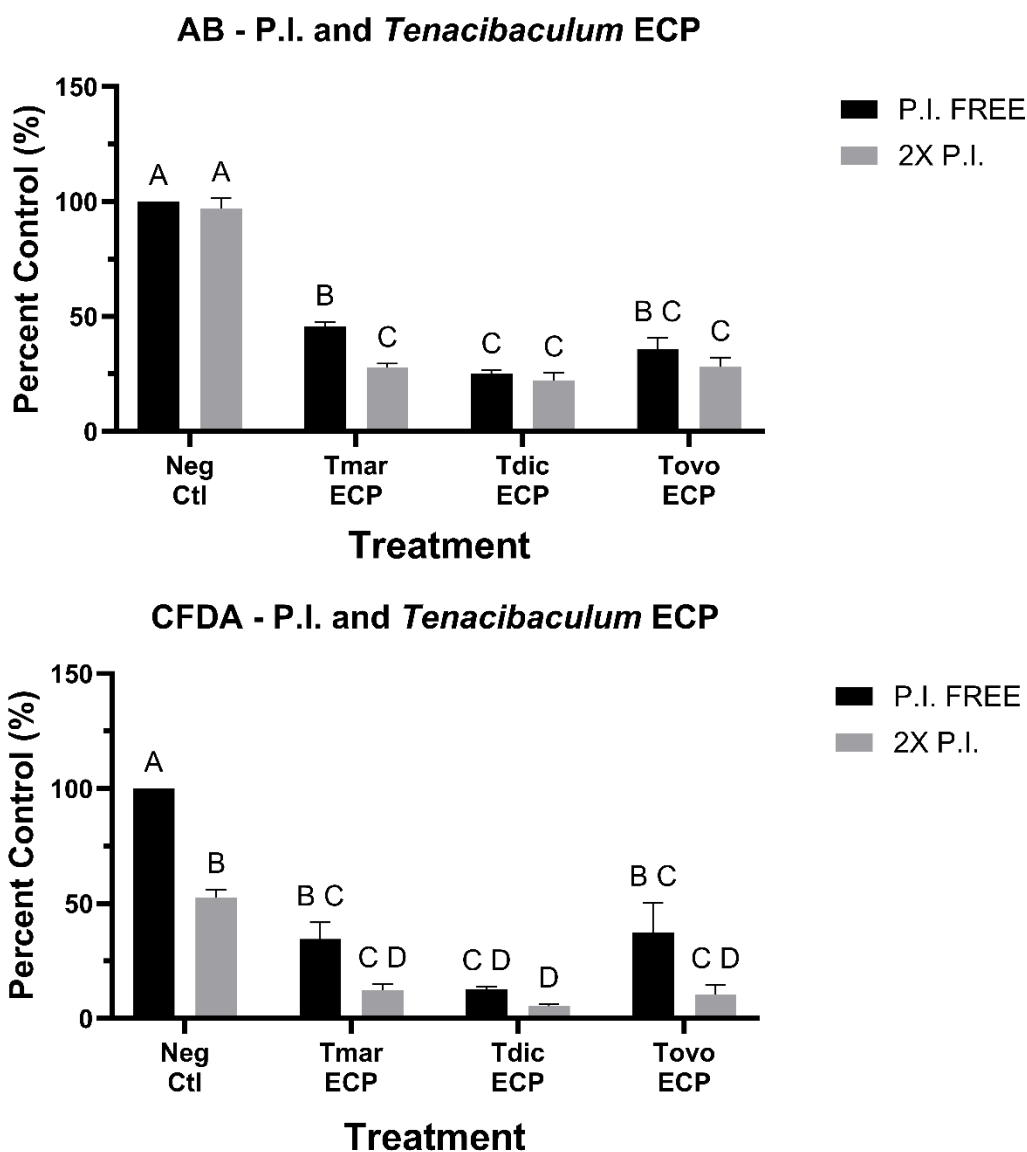 AB - P.I. and Tenacibaculum ECP
150
100
50
0
Percent Control (%)
A
A
B
C
C
C
B C
C
P.I. FREE
2X P.I.
Neg
Ctl
Tmar
ECP
Tdic
ECP
Tovo
ECP
Treatment
CFDA - P.I. and Tenacibaculum ECP
150
100
50
0
Percent Control (%)
A
B
B C
C D
C D
D
B C
C D
P.I. FREE
2X P.I.
Neg
Ctl
Tmar
ECP
Tdic
ECP
Tovo
ECP
Treatment